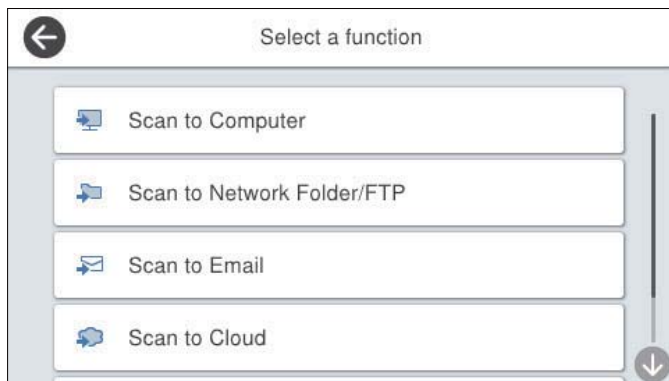 Select a function
Scan to Computer
Scan to Network Folder/FTP
Scan to Email
Scan to Cloud